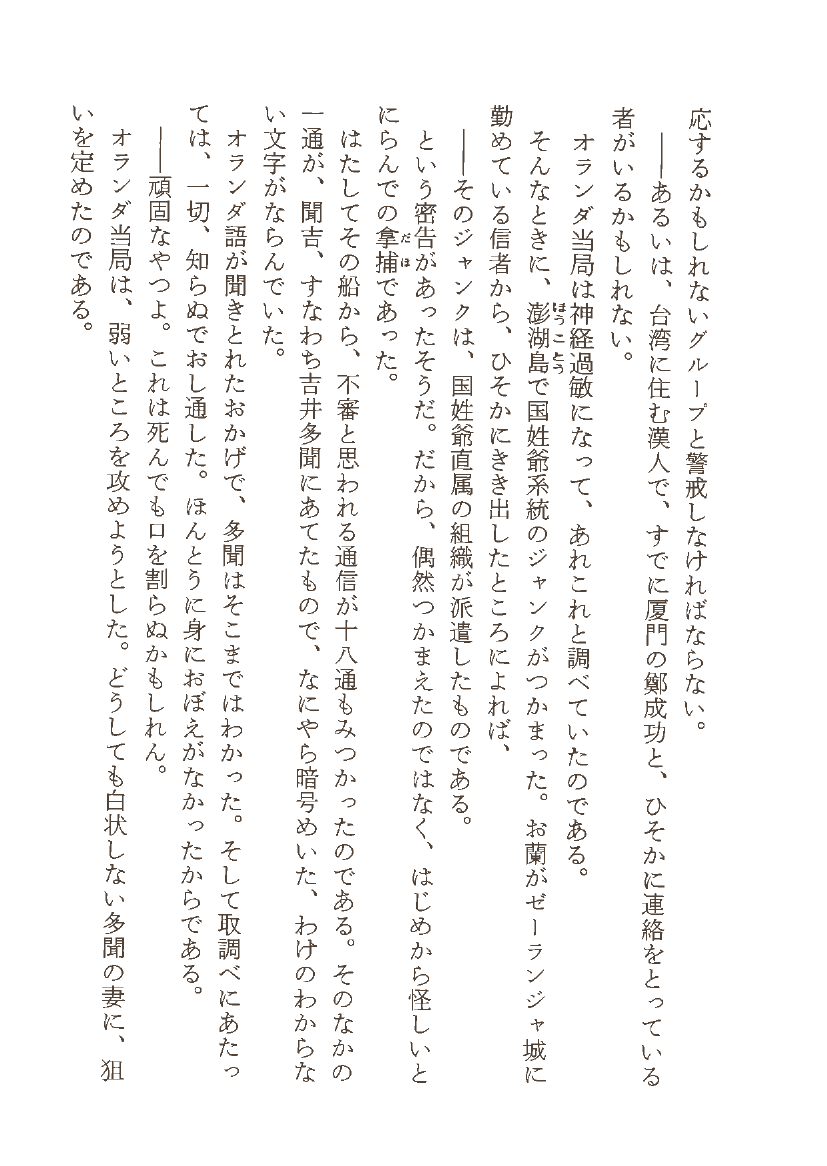 応するかもしれないグループと警戒しなければならない。
――あるいは、台湾に住む漢人で、すでに厦門の鄭成功と、ひそかに連絡をとっている
者がいるかもしれない。
オランダ当局は神経過敏になって、あれこれと調べていたのである。
そんなときに、澎湖島で国姓爺系統のジャンクがつかまった。お蘭がゼーランジャ城に
ほうことう
勤めている信者から、ひそかにきき出したところによれば、
――そのジャンクは、国姓爺直属の組織が派遣したものである。
という密告があったそうだ。だから、偶然つかまえたのではなく、はじめから怪しいと
にらんでの拿捕であった。
だほ
はたしてその船から、不審と思われる通信が十八通もみつかったのである。そのなかの
一通が、聞吉、すなわち吉井多聞にあてたもので、なにやら暗号めいた、わけのわからな
い文字がならんでいた。
オランダ語が聞きとれたおかげで、多聞はそこまではわかった。そして取調べにあたっ
ては、一切、知らぬでおし通した。ほんとうに身におぼえがなかったからである。
――頑固なやつよ。これは死んでも口を割らぬかもしれん。
オランダ当局は、弱いところを攻めようとした。どうしても白状しない多聞の妻に、狙
いを定めたのである。